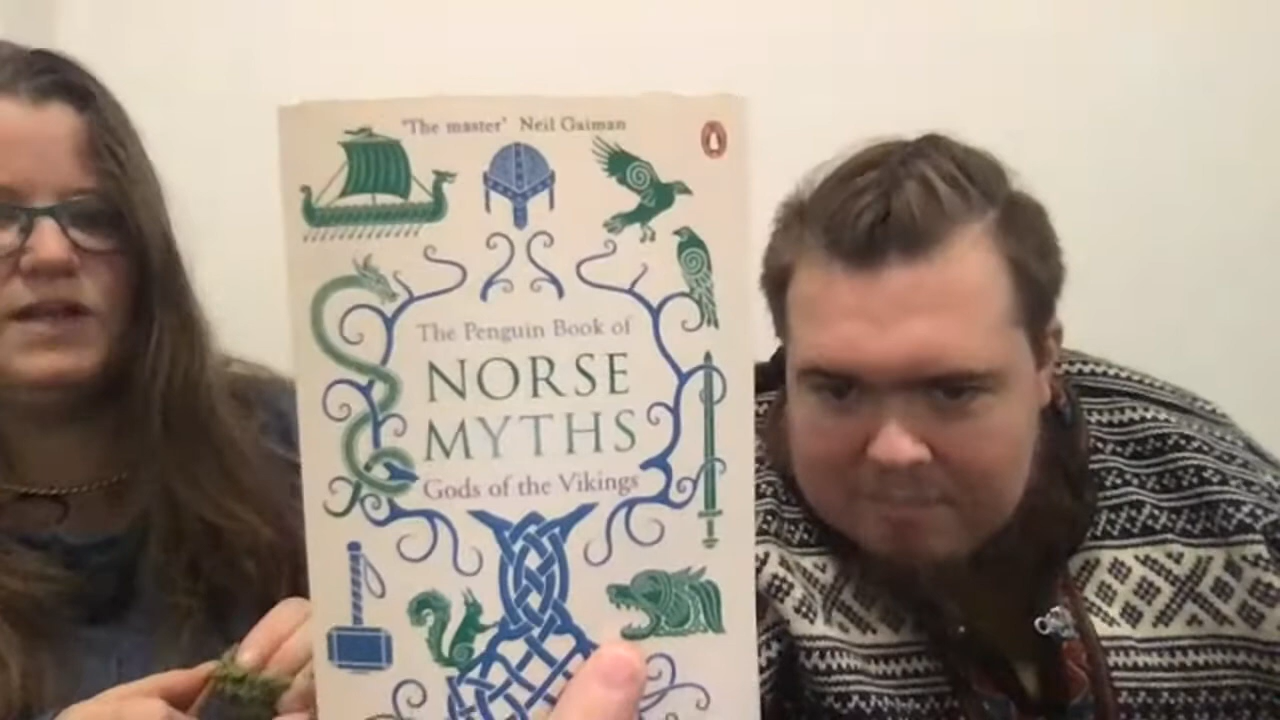 'The master' Neil Gaiman
The Penguin Book of
NORSE
MYTHS
Gods of the Vikings